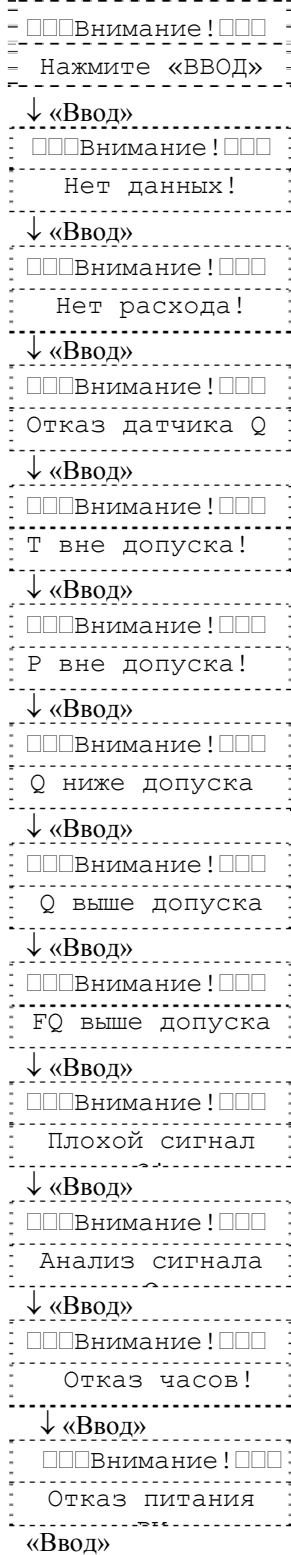 □□□Внимание!□□□
Нажмите «ВВОД»
↓ «Ввод»
□□□Внимание!□□□
Нет данных!
↓ «Ввод»
□□□Внимание!□□□
Нет расхода!
↓ «Ввод»
□□□Внимание!□□□
Отказ датчика Q
↓ «Ввод»
□□□Внимание!□□□
Т вне допуска!
↓ «Ввод»
□□□Внимание!□□□
Р вне допуска!
↓ «Ввод»
□□□Внимание!□□□
Q ниже допуска
↓ «Ввод»
□□□Внимание!□□□
Q выше допуска
↓ «Ввод»
□□□Внимание!□□□
FQ выше допуска
↓ «Ввод»
□□□Внимание!□□□
Плохой сигнал
↓ «Ввод»
□□□Внимание!□□□
Анализ сигнала
↓ «Ввод»
□□□Внимание!□□□
Отказ часов!
↓ «Ввод»
□□□Внимание!□□□
Отказ питания
«Ввод»